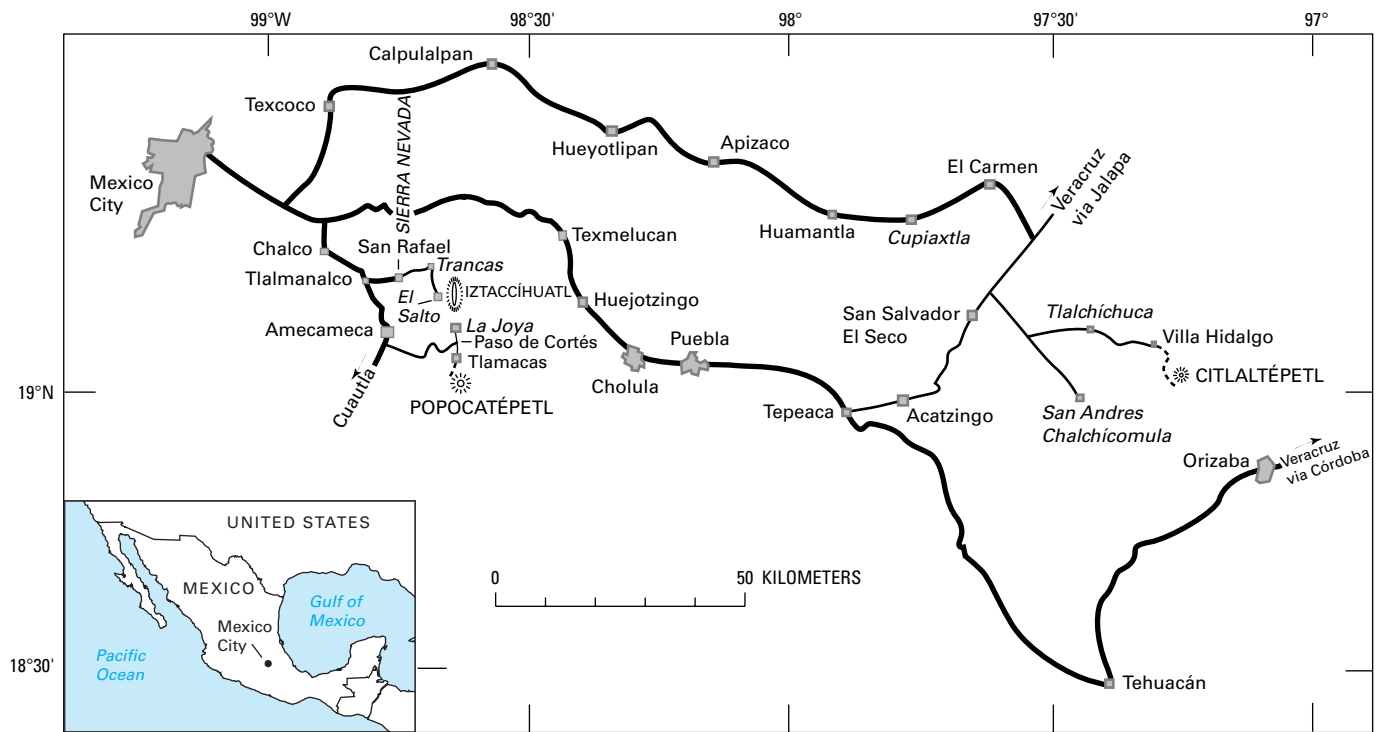 99°W
98°30'
98°
97°30'
97°
Calpulalpan
Texcoco
SIERRA NEVADA
Hueyotlipan
Apizaco
El Carmen
Veracruz
via Jalapa
Mexico
City
Huamantla
Cupiaxtla
Chalco
San Rafael
Texmelucan
Tlalmanalco
Trancas
El
Salto
IZTACCÍHUATL
Huejotzingo
Amecameca
La Joya
Paso de Cortés
Tlamacas
Puebla
San Salvador
El Seco
Tlalchíchuca
Villa Hidalgo
Cuautla
POPOCATÉPETL
Cholula
CITLALTÉPETL
19°N
Tepeaca
Acatzingo
San Andres
Chalchícomula
Orizaba
Veracruz
via Córdoba
UNITED STATES
MEXICO
Gulf of
Mexico
Mexico
City
Pacific
Ocean
0
50 KILOMETERS
18°30'
Tehuacán